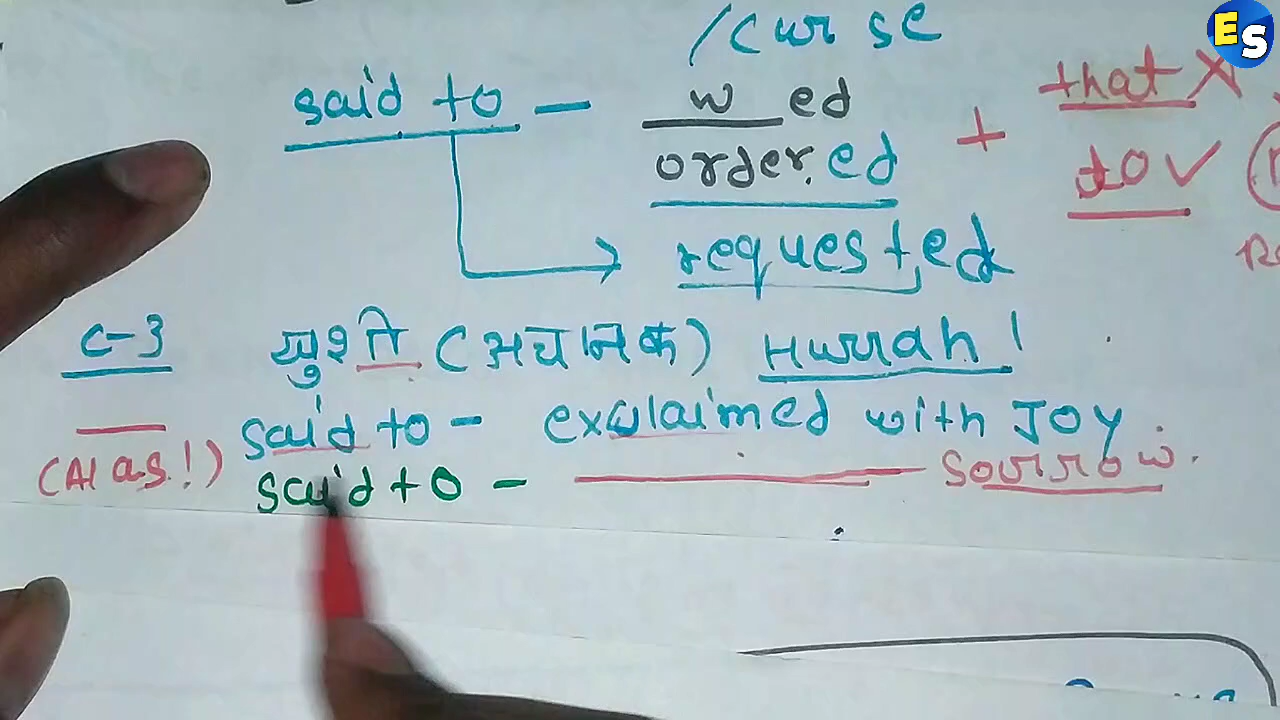 ES
/curse
said to - w ed + that X
ordered to ✓
requested
C-3 खुशी (अचानक) Hurrah!
said to - exclaimed with Joy
(Alas!) said to - sorrow.